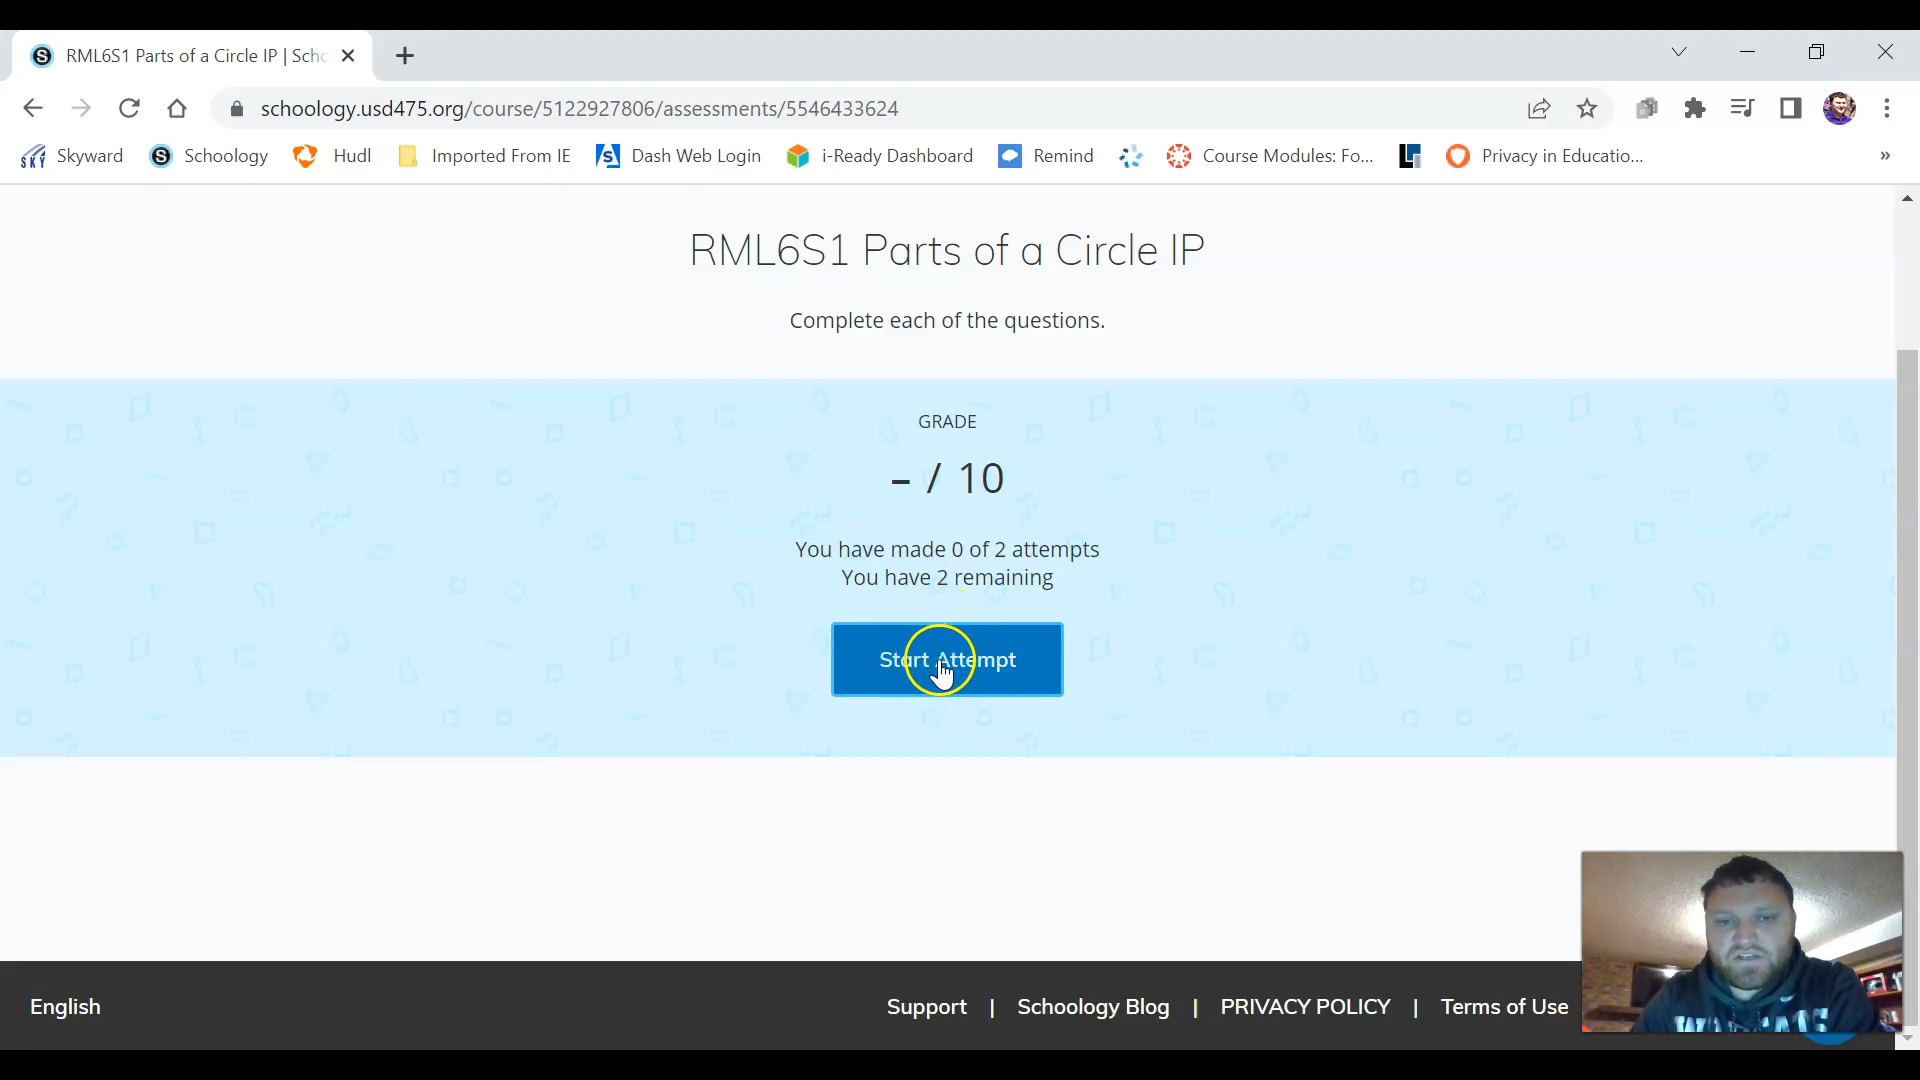 RML6S1 Parts of a Circle IP | Scho
schoology.usd475.org/course/5122927806/assessments/5546433624
SKY Skyward Schoology Hudl Imported From IE Dash Web Login i-Ready Dashboard Remind Course Modules: Fo... Privacy in Educatio...
RML6S1 Parts of a Circle IP
Complete each of the questions.
GRADE
– / 10
You have made 0 of 2 attempts
You have 2 remaining
Start Attempt
English Support | Schoology Blog | PRIVACY POLICY | Terms of Use